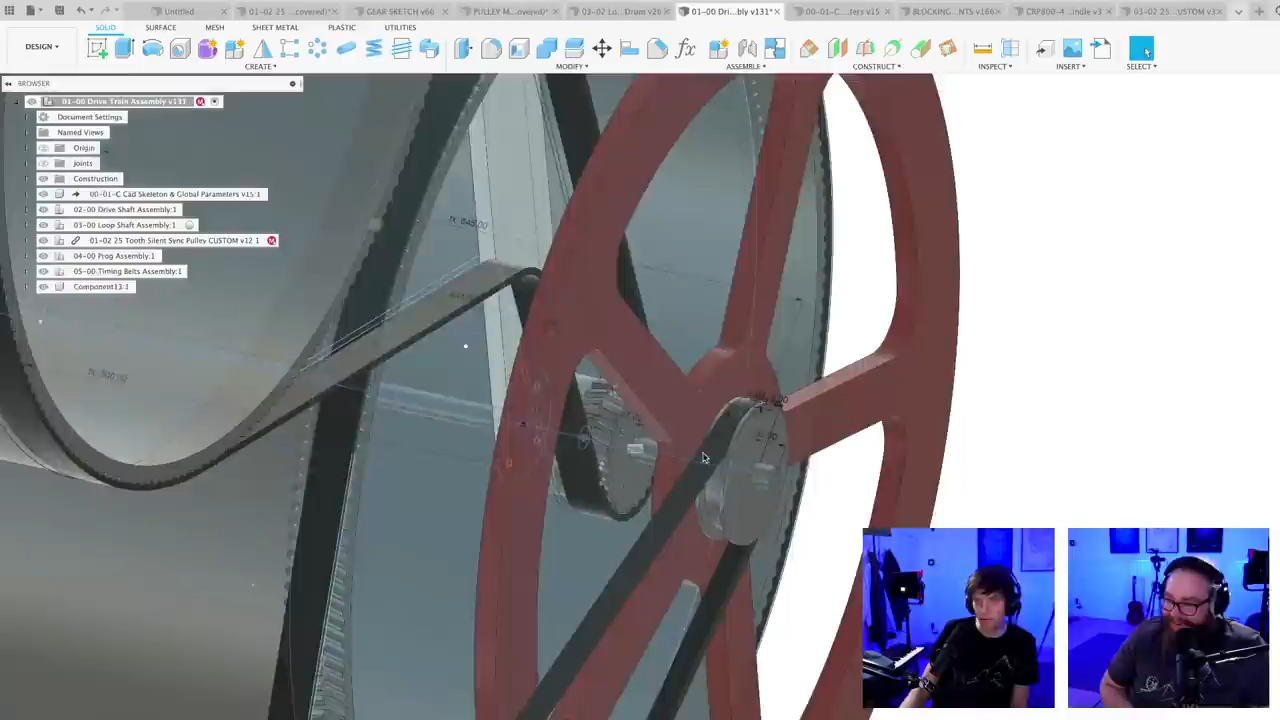 Untitled
01-02 25 ...covered)*
GEAR SKETCH v66
PULLEY M...overed)*
03-02 Lo...Drum v26
01-00 Dri...bly v131*
00-01-C...ters v15
BLOCKING...NTS v166
CRP800-4...indle v3
01-02 25...USTOM v3
SOLID
SURFACE
MESH
SHEET METAL
PLASTIC
UTILITIES
DESIGN
CREATE
MODIFY
ASSEMBLE
CONSTRUCT
INSPECT
INSERT
SELECT
BROWSER
01-00 Drive Train Assembly v131
Document Settings
Named Views
Origin
Joints
Construction
00-01-C Cad Skeleton & Global Parameters v15:1
02-00 Drive Shaft Assembly:1
03-00 Loop Shaft Assembly:1
01-02 25 Tooth Silent Sync Pulley CUSTOM v12:1
04-00 Prog Assembly:1
05-00 Timing Belts Assembly:1
Component13:1